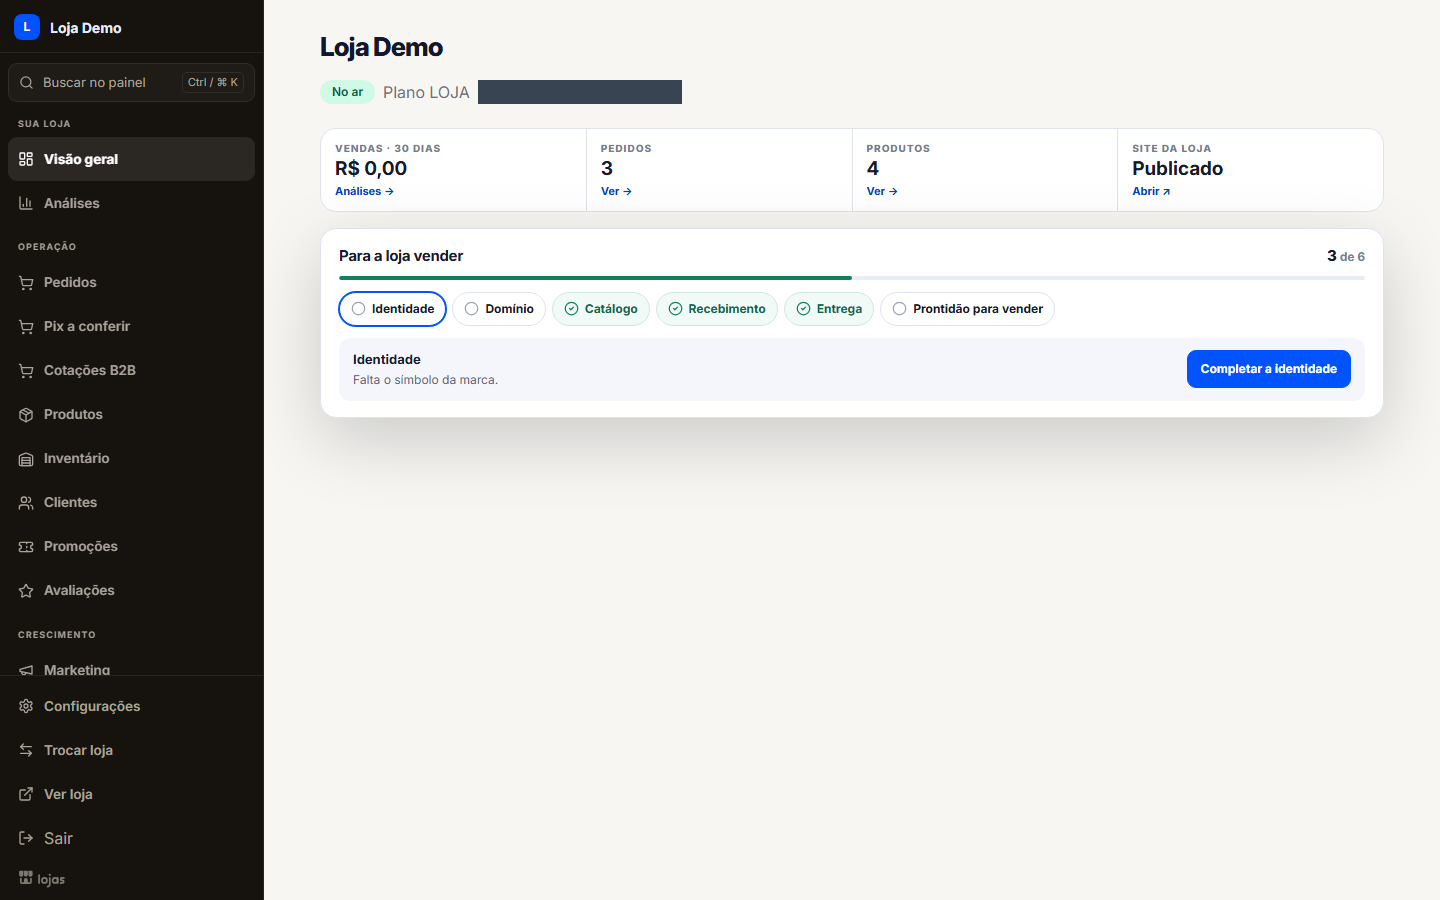 L Loja Demo
Buscar no painel Ctrl / ⌘ K
SUA LOJA
Visão geral
Análises
OPERAÇÃO
Pedidos
Pix a conferir
Cotações B2B
Produtos
Inventário
Clientes
Promoções
Avaliações
CRESCIMENTO
Marketing
Configurações
Trocar loja
Ver loja
Sair
lojas
Loja Demo
No ar Plano LOJA
VENDAS · 30 DIAS
R$ 0,00
Análises →
PEDIDOS
3
Ver →
PRODUTOS
4
Ver →
SITE DA LOJA
Publicado
Abrir ↗
Para a loja vender 3 de 6
Identidade Domínio Catálogo Recebimento Entrega Prontidão para vender
Identidade
Falta o símbolo da marca.
Completar a identidade